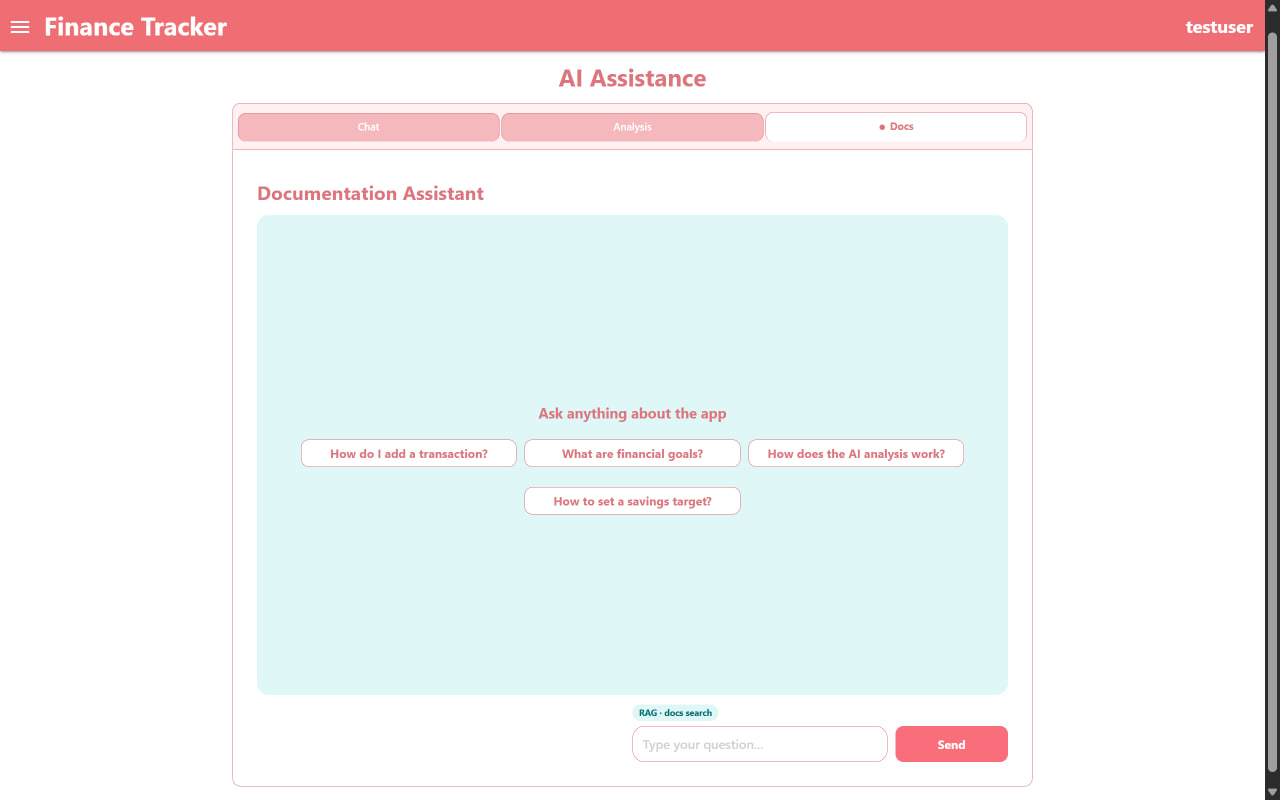 Finance Tracker
testuser
AI Assistance
Chat
Analysis
Docs
Documentation Assistant
Ask anything about the app
How do I add a transaction?
What are financial goals?
How does the AI analysis work?
How to set a savings target?
RAG · docs search
Type your question...
Send